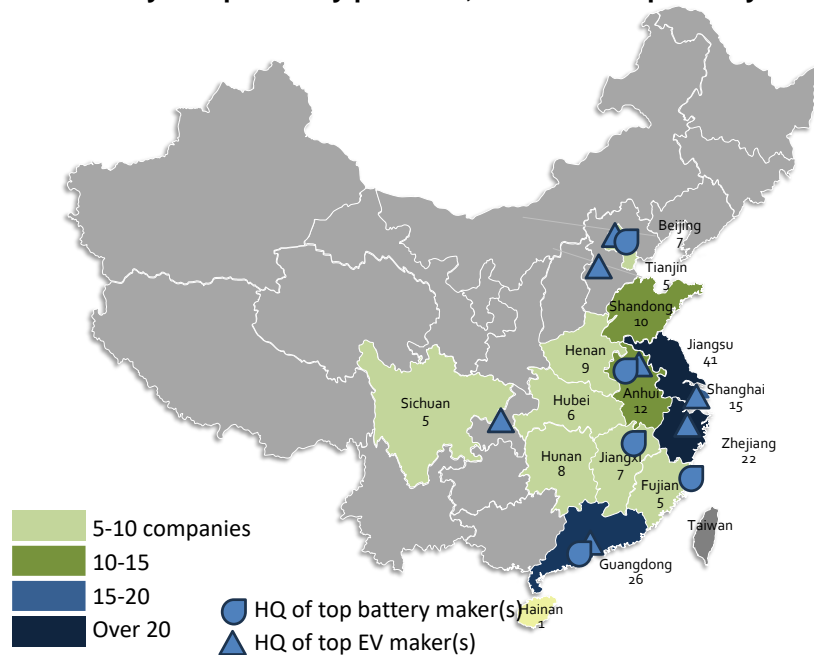 Beijing
7
Tianjin
5
Shandong
10
Jiangsu
41
Henan
9
Shanghai
15
Anhui
12
Sichuan
5
Hubei
6
Zhejiang
22
Hunan
8
Jiangxi
7
Fujian
5
Taiwan
Guangdong
26
Hainan
1
5-10 companies
10-15
15-20
Over 20
HQ of top battery maker(s)
HQ of top EV maker(s)